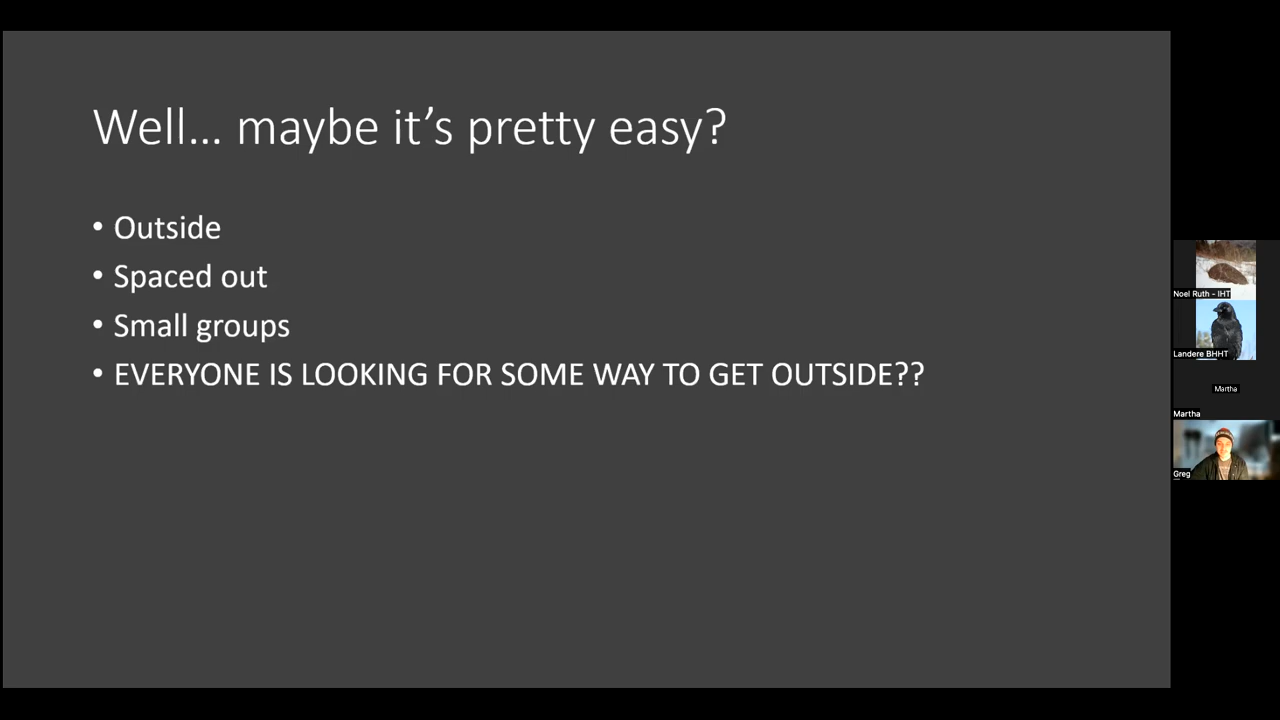 Well... maybe it's pretty easy?
• Outside
• Spaced out
• Small groups
• EVERYONE IS LOOKING FOR SOME WAY TO GET OUTSIDE??
Noel Ruth - IHT
Landere BHHT
Martha
Martha
Greg